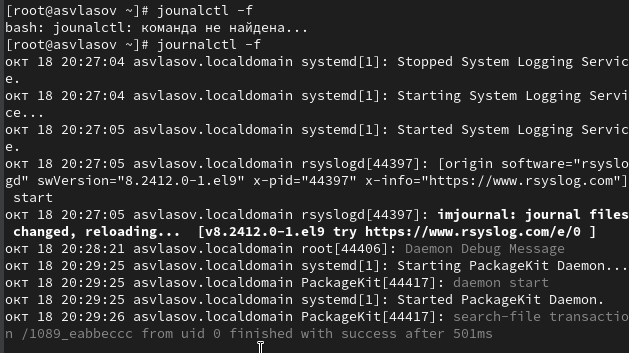 [root@asvlasov ~]# jounalctl -f
bash: jounalctl: команда не найдена...
[root@asvlasov ~]# journalctl -f
окт 18 20:27:04 asvlasov.localdomain systemd[1]: Stopped System Logging Servic
e.
окт 18 20:27:04 asvlasov.localdomain systemd[1]: Starting System Logging Servi
ce...
окт 18 20:27:05 asvlasov.localdomain systemd[1]: Started System Logging Servic
e.
окт 18 20:27:05 asvlasov.localdomain rsyslogd[44397]: [origin software="rsyslo
gd" swVersion="8.2412.0-1.el9" x-pid="44397" x-info="https://www.rsyslog.com"]
start
окт 18 20:27:05 asvlasov.localdomain rsyslogd[44397]: imjournal: journal files
changed, reloading...  [v8.2412.0-1.el9 try https://www.rsyslog.com/e/0 ]
окт 18 20:28:21 asvlasov.localdomain root[44406]: Daemon Debug Message
окт 18 20:29:25 asvlasov.localdomain systemd[1]: Starting PackageKit Daemon...
окт 18 20:29:25 asvlasov.localdomain PackageKit[44417]: daemon start
окт 18 20:29:25 asvlasov.localdomain systemd[1]: Started PackageKit Daemon.
окт 18 20:29:26 asvlasov.localdomain PackageKit[44417]: search-file transactio
n /1089_eabbeccc from uid 0 finished with success after 501ms